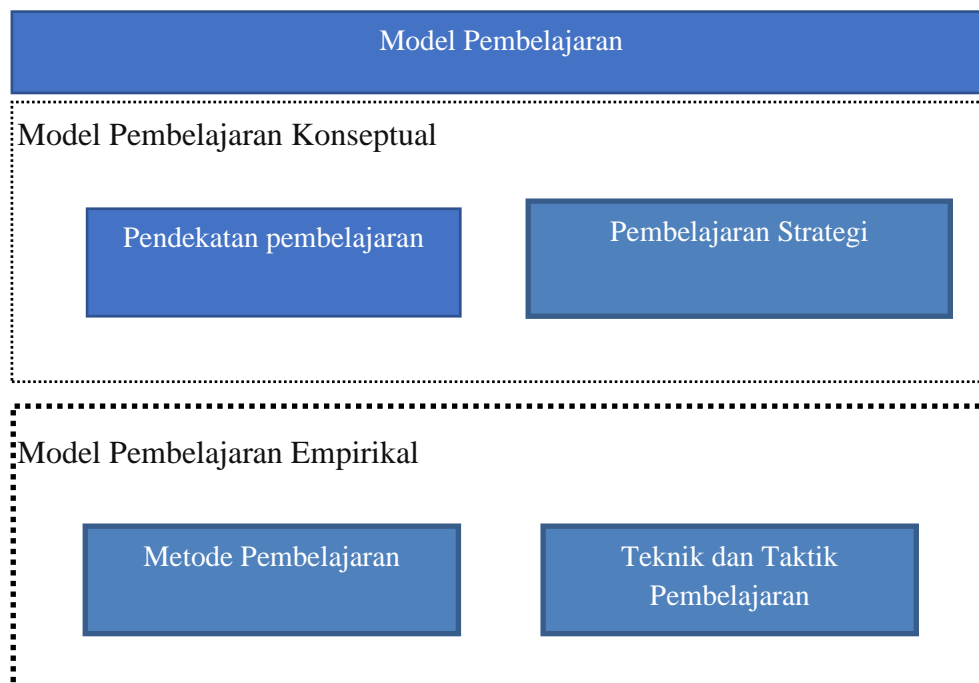 Model Pembelajaran
Model Pembelajaran Konseptual
Pendekatan pembelajaran
Pembelajaran Strategi
Model Pembelajaran Empirikal
Metode Pembelajaran
Teknik dan Taktik
Pembelajaran